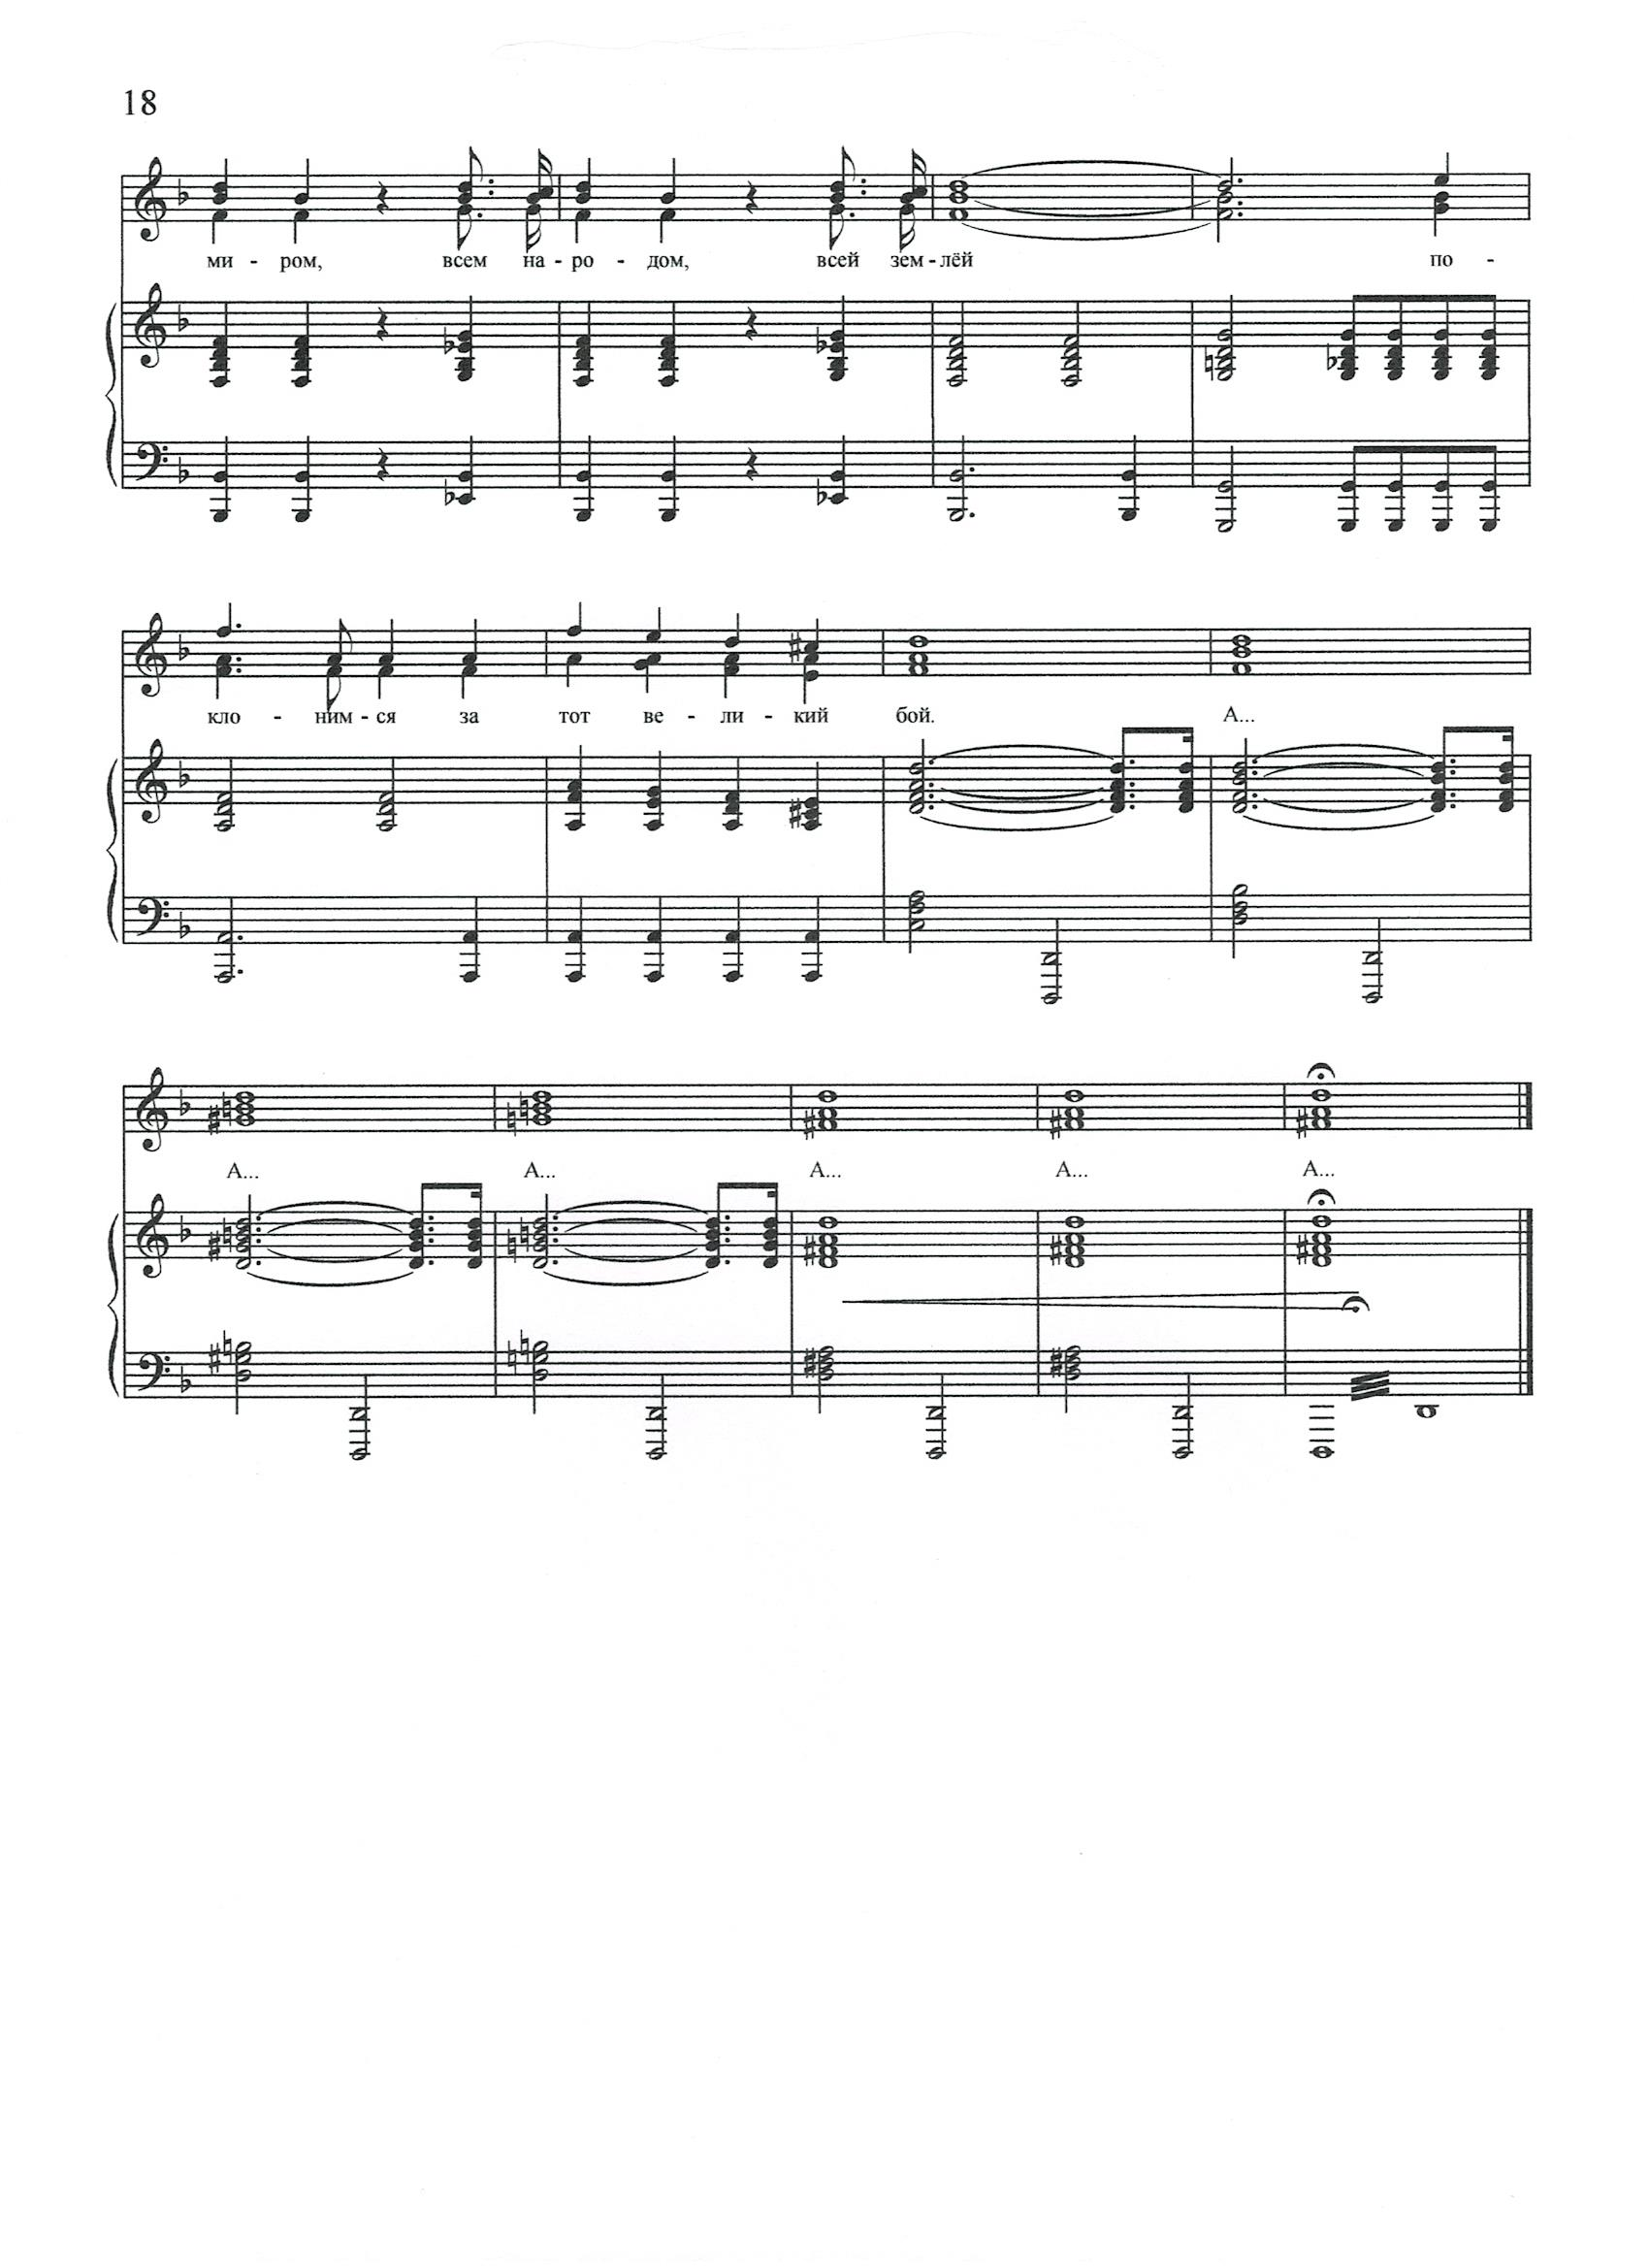 18
ми - ром, всем на - ро - дом, всей зем - лёй по -
кло - ним - ся за тот ве - ли - кий бой. А...
А... А... А... А... А...